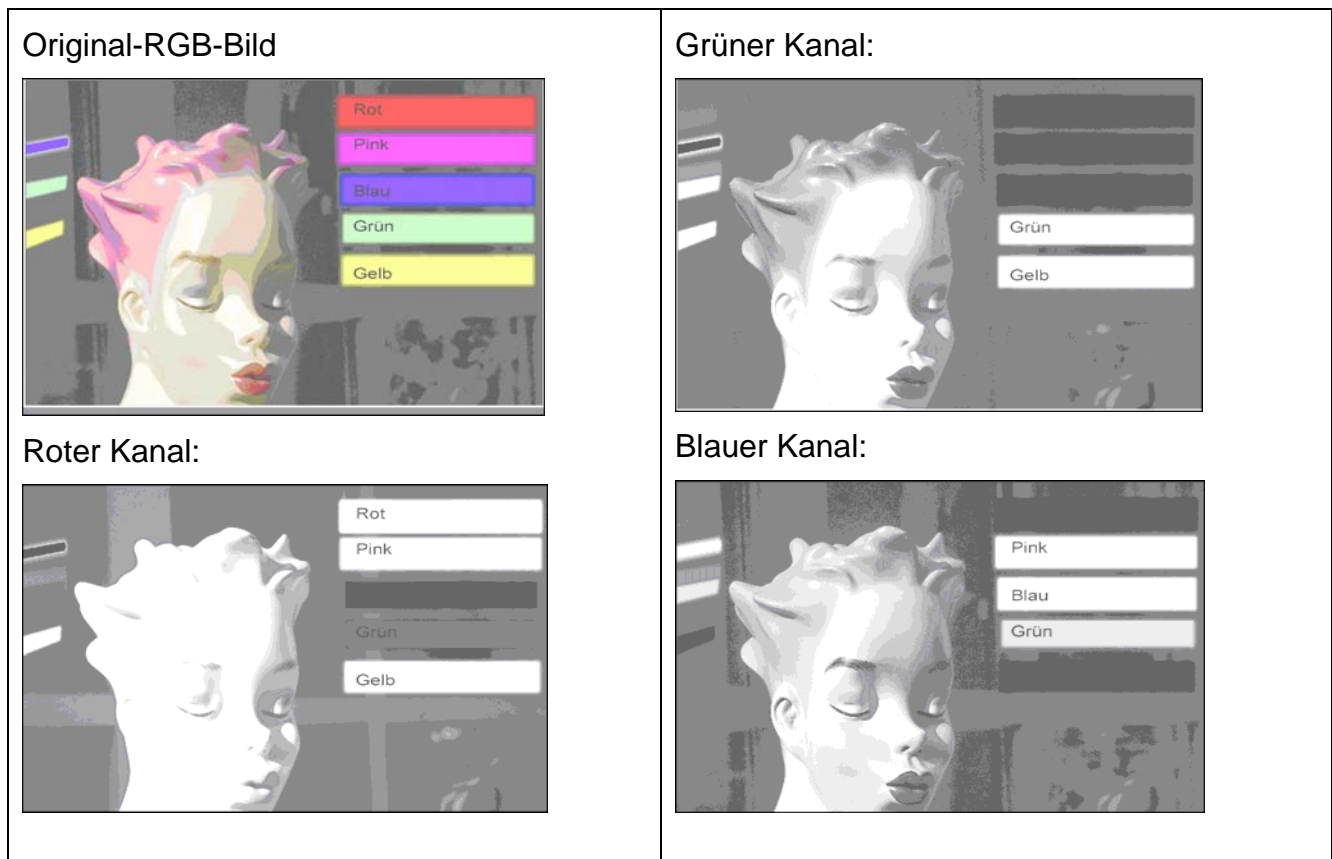 Original-RGB-Bild
Rot
Pink
Blau
Grün
Gelb
Grüner Kanal:
Grün
Gelb
Roter Kanal:
Rot
Pink
Grün
Gelb
Blauer Kanal:
Pink
Blau
Grün